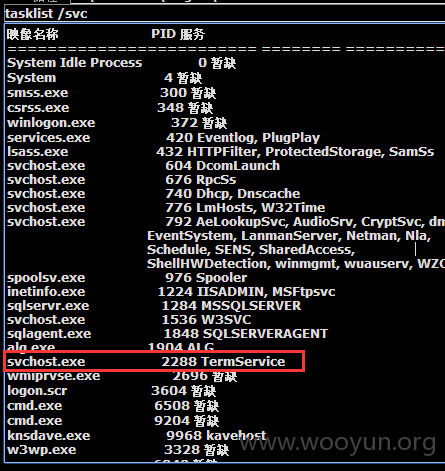 tasklist /svc
映像名称 PID 服务
========================= ====== ====================
System Idle Process 0 暂缺
System 4 暂缺
smss.exe 300 暂缺
csrss.exe 348 暂缺
winlogon.exe 372 暂缺
services.exe 420 Eventlog, PlugPlay
lsass.exe 432 HTTPFilter, ProtectedStorage, SamSs
svchost.exe 604 DcomLaunch
svchost.exe 676 RpcSs
svchost.exe 740 Dhcp, Dnscache
svchost.exe 776 LmHosts, W32Time
svchost.exe 792 AeLookupSvc, AudioSrv, CryptSvc, dm
EventSystem, LanmanServer, Netman, Nla,
Schedule, SENS, SharedAccess,
ShellHWDetection, winmgmt, wuauserv, WZC
spoolsv.exe 976 Spooler
inetinfo.exe 1224 IISADMIN, MSFtpsvc
sqlservr.exe 1284 MSSQLSERVER
svchost.exe 1536 W3SVC
sqlagent.exe 1848 SQLSERVERAGENT
alg.exe 1904 ALG
svchost.exe 2288 TermService
wmiprvse.exe 2696 暂缺
logon.scr 3604 暂缺
cmd.exe 6508 暂缺
cmd.exe 9204 暂缺
knsdave.exe 9968 kavehost
w3wp.exe 3328 暂缺
www.wooyun.org